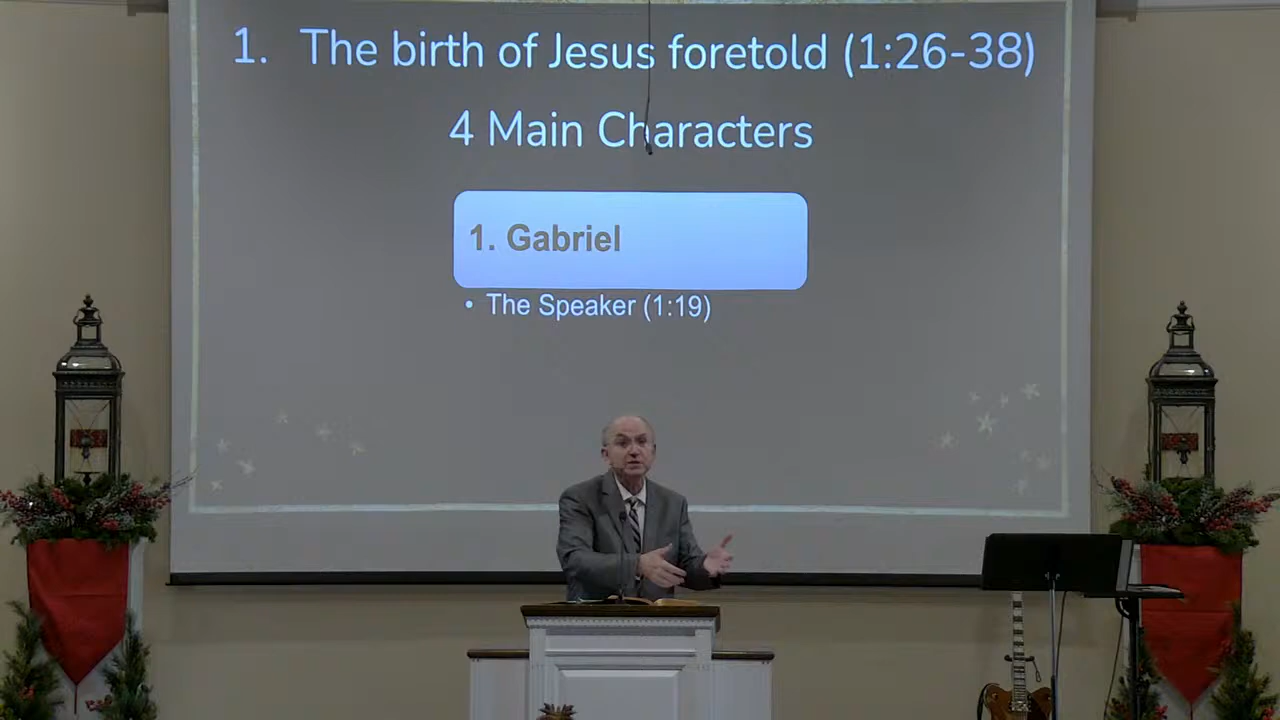 1. The birth of Jesus foretold (1:26-38)
4 Main Characters
1. Gabriel
• The Speaker (1:19)